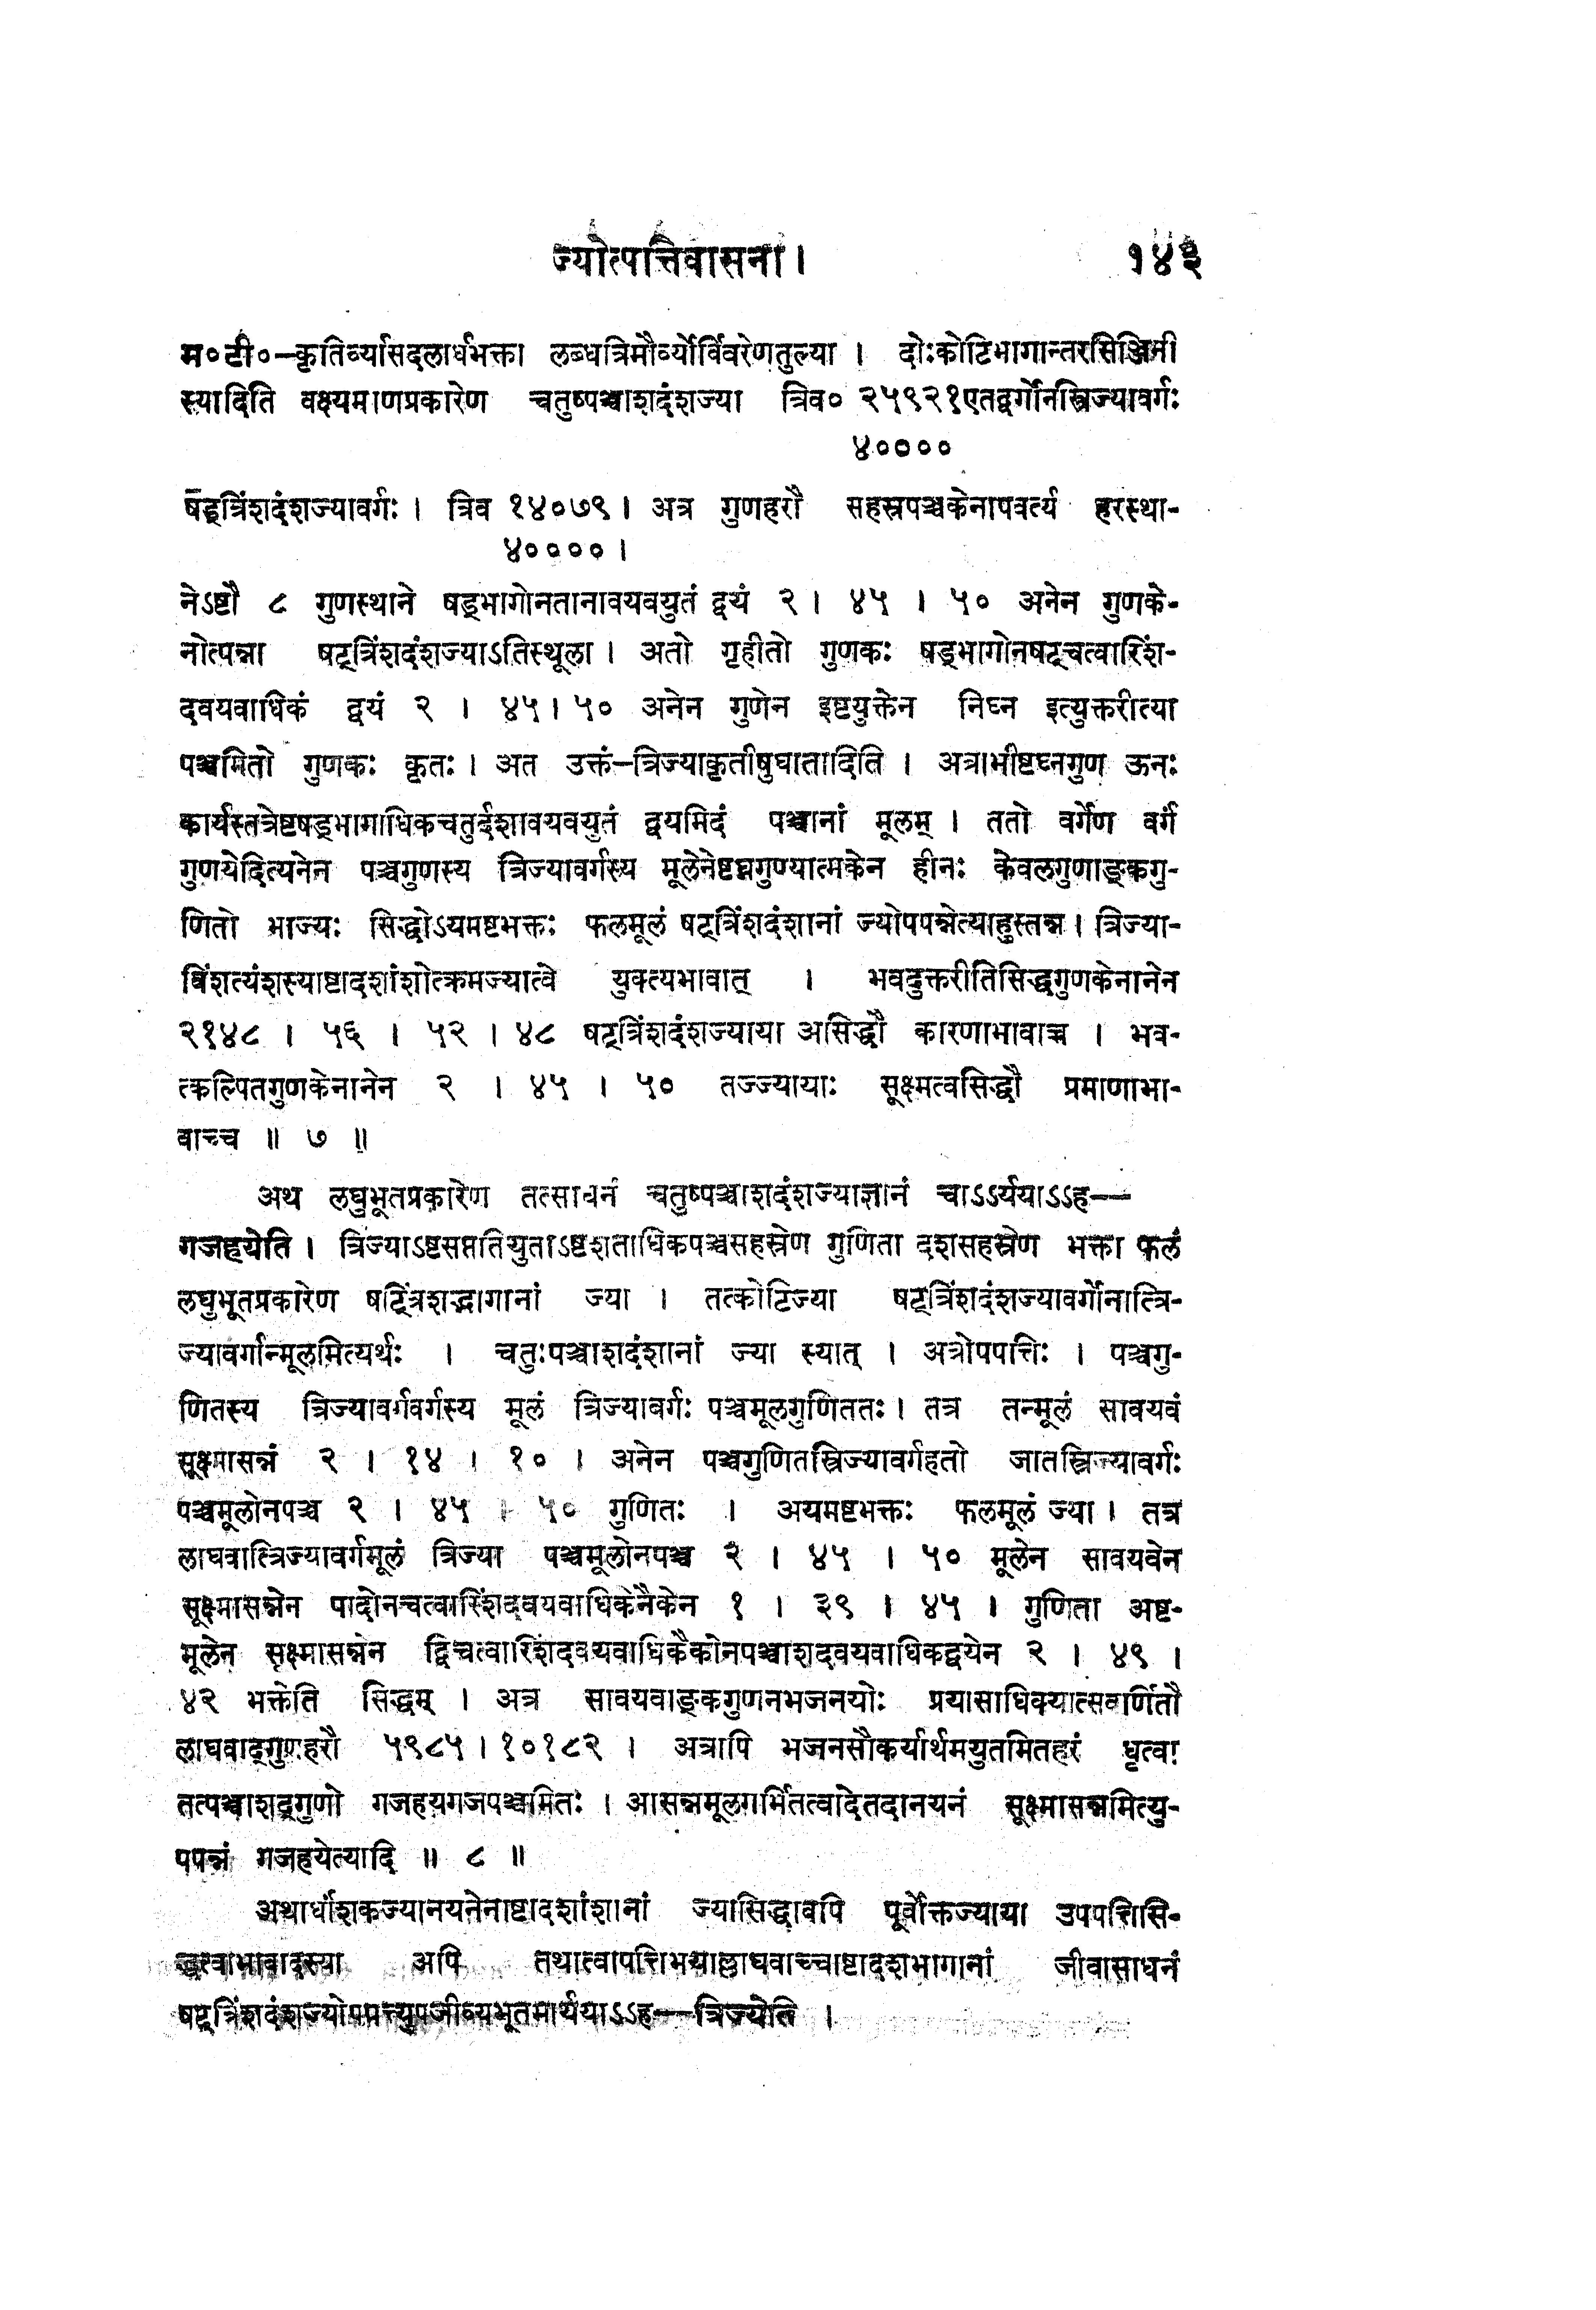 ज्योत्पत्तिवासना। १४३
म०टी०–कृतिर्व्यासदलार्धभक्ता लब्धत्रिमौर्व्योर्विवरेणतुल्या । दोःकोटिभागान्तरसिञ्जिनी
स्यादिति वक्ष्यमाणप्रकारेण चतुष्पञ्चाशदंशज्या त्रिव० २५९२१एतद्वर्गोनस्त्रिज्यावर्गः
४००००
षड्त्रिंशदंशज्यावर्गः । त्रिव १४०७९ । अत्र गुणहरौ सहस्रपञ्चकेनापवर्त्य हरस्था-
४०००० ।
नेऽष्टौ ८ गुणस्थाने षड्भागोनतानावयवयुतं द्वयं २ । ४५ । ५० अनेन गुणके-
नोत्पन्ना षट्त्रिंशदंशज्याऽतिस्थूला । अतो गृहीतो गुणकः षड्भागोनषट्चत्वारिंश-
दवयवाधिकं द्वयं २ । ४५ । ५० अनेन गुणेन इष्टयुक्तेन निघ्न इत्युक्तरीत्या
पञ्चमितो गुणकः कृतः । अत उक्तं–त्रिज्याकृतीषुघातादिति । अत्राभीष्टघ्नगुण ऊनः
कार्यस्तत्रेष्टषड्भागाधिकचतुर्दशावयवयुतं द्वयमिदं पञ्चानां मूलम् । ततो वर्गेण वर्गं
गुणयेदित्यनेन पञ्चगुणस्य त्रिज्यावर्गस्य मूलेनेष्टघ्नगुण्यात्मकेन हीनः केवलगुणाङ्कगु-
णितो भाज्यः सिद्धोऽयमष्टभक्तः फलमूलं षट्त्रिंशदंशानां ज्योपपन्नेत्याहुस्तन्न । त्रिज्या-
विंशत्यंशस्याष्टादशांशोत्क्रमज्यात्वे युक्त्यभावात् । भवदुक्तरीतिसिद्धगुणकेनानेन
२१४८ । ५६ । ५२ । ४८ षट्त्रिंशदंशज्याया असिद्धौ कारणाभावाच्च । भव-
त्कल्पितगुणकेनानेन २ । ४५ । ५० तज्ज्यायाः सूक्ष्मत्वसिद्धौ प्रमाणाभा-
वाच्च ॥ ७ ॥
अथ लघुभूतप्रकारेण तत्साधनं चतुष्पञ्चाशदंशज्याज्ञानं चाऽऽर्ययाऽऽह—
गजहयेति । त्रिज्याऽष्टसप्ततियुताऽष्टशताधिकपञ्चसहस्रेण गुणिता दशसहस्रेण भक्ता फलं
लघुभूतप्रकारेण षट्त्रिंशद्भागानां ज्या । तत्कोटिज्या षट्त्रिंशदंशज्यावर्गोनात्त्रि-
ज्यावर्गान्मूलमित्यर्थः । चतुःपञ्चाशदंशानां ज्या स्यात् । अत्रोपपत्तिः । पञ्चगु-
णितस्य त्रिज्यावर्गवर्गस्य मूलं त्रिज्यावर्गः पञ्चमूलगुणिततः । तत्र तन्मूलं सावयवं
सूक्ष्मासन्नं २ । १४ । १० । अनेन पञ्चगुणितस्त्रिज्यावर्गहतो जातस्त्रिज्यावर्गः
पञ्चमूलोनपञ्च २ । ४५ । ५० गुणितः । अयमष्टभक्तः फलमूलं ज्या । तत्र
लाघवात्त्रिज्यावर्गमूलं त्रिज्या पञ्चमूलोनपञ्च २ । ४५ । ५० मूलेन सावयवेन
सूक्ष्मासन्नेन पादोनचत्वारिंशदवयवाधिकेनैकेन १ । ३९ । ४५ । गुणिता अष्ट-
मूलेन सूक्ष्मासन्नेन द्विचत्वारिंशदवयवाधिकैकोनपञ्चाशदवयवाधिकद्वयेन २ । ४९ ।
४२ भक्तेति सिद्धम् । अत्र सावयवाङ्कगुणनभजनयोः प्रयासाधिक्यात्सवर्णितौ
लाघवाद्गुणहरौ ५९८५ । १०१८२ । अत्रापि भजनसौकर्यार्थमयुतमितहरं धृत्वा
तत्पञ्चाशद्गुणो गजहयगजपञ्चमितः । आसन्नमूलगर्भितत्वादेतदानयनं सूक्ष्मासन्नमित्यु-
पपन्नं गजहयेत्यादि ॥ ८ ॥
अथार्धांशकज्यानयनेनाष्टादशांशानां ज्यासिद्धावपि पूर्वोक्तज्याया उपपत्तिसि-
द्धत्वाभावादस्या अपि तथात्वापत्तिभयाल्लाघवाच्चाष्टादशभागानां जीवासाधनं
षट्त्रिंशदंशज्योपपत्त्युपजीव्यभूतमार्ययाऽऽह—त्रिज्येति ।